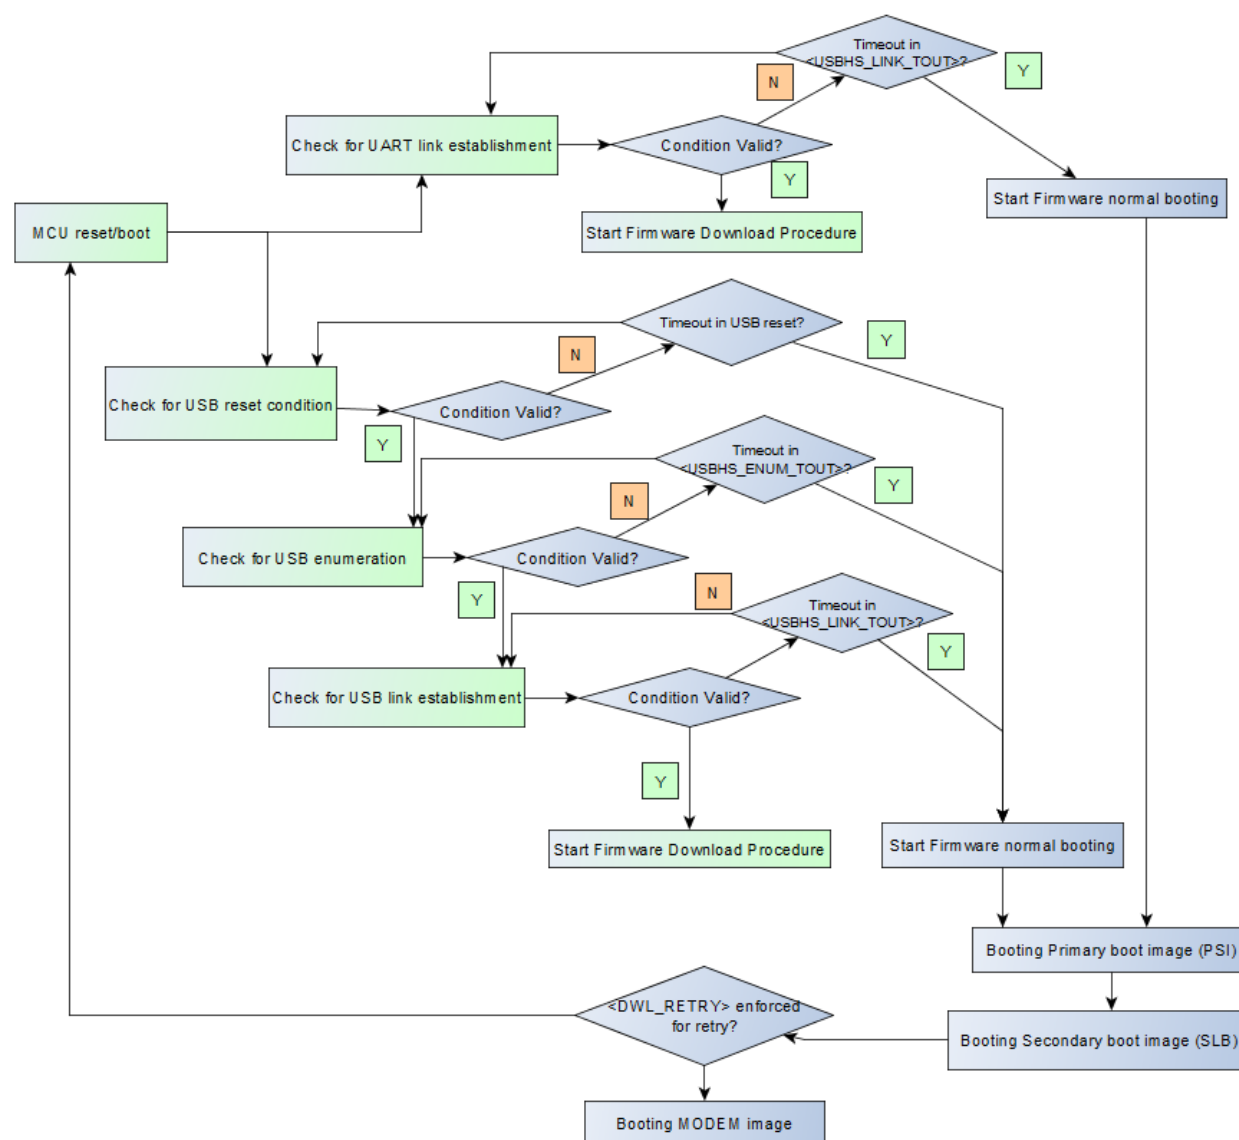 Timeout in
<USBHS_LINK_TOUT>?
Y
N
Check for UART link establishment
Condition Valid?
Y
Start Firmware normal booting
MCU reset/boot
Start Firmware Download Procedure
Timeout in USB reset?
Y
N
Check for USB reset condition
Condition Valid?
Y
Timeout in
<USBHS_ENUM_TOUT>?
Y
N
Check for USB enumeration
Condition Valid?
Y
N
Timeout in
<USBHS_LINK_TOUT>?
Y
Check for USB link establishment
Condition Valid?
Y
Start Firmware Download Procedure
Start Firmware normal booting
Booting Primary boot image (PSI)
<DWL_RETRY> enforced
for retry?
Booting Secondary boot image (SLB)
Booting MODEM image